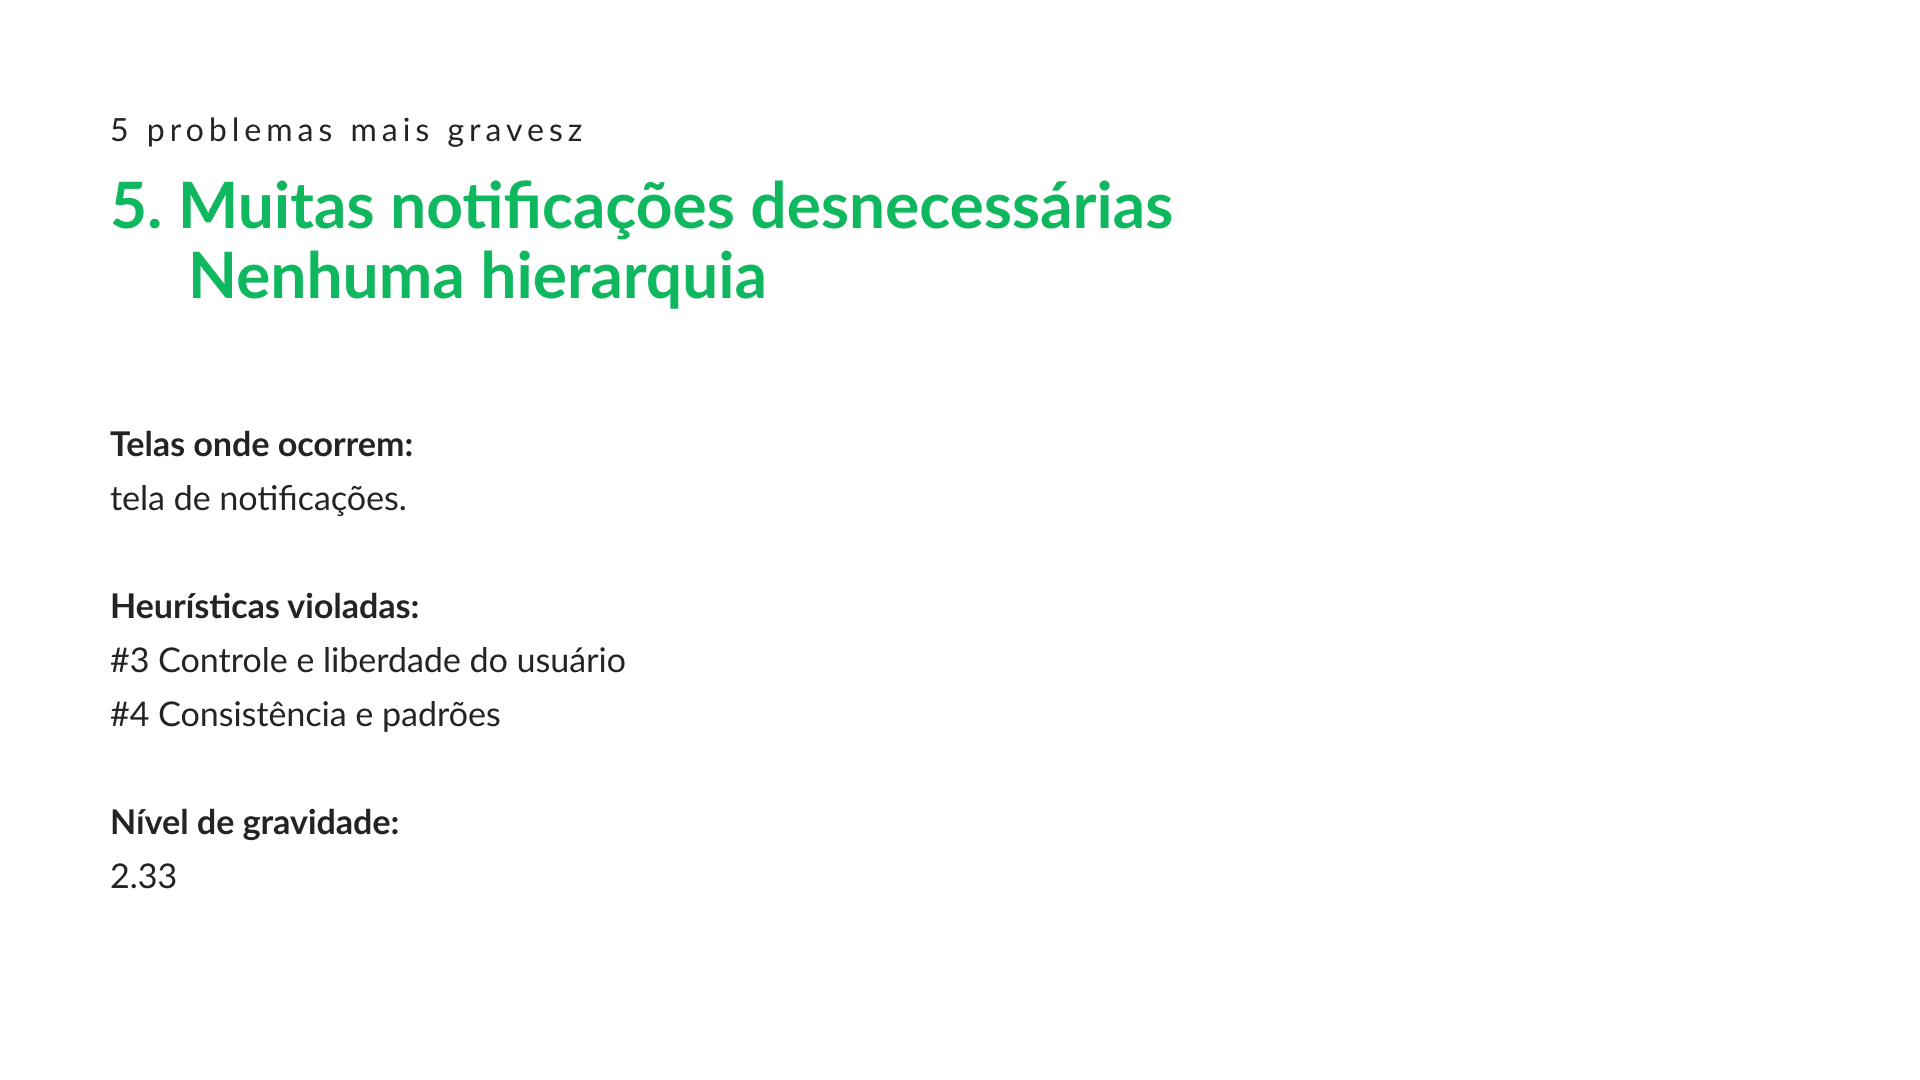 5 problemas mais gravesz
5. Muitas notificações desnecessárias
Nenhuma hierarquia
Telas onde ocorrem:
tela de notificações.
Heurísticas violadas:
#3 Controle e liberdade do usuário
#4 Consistência e padrões
Nível de gravidade:
2.33